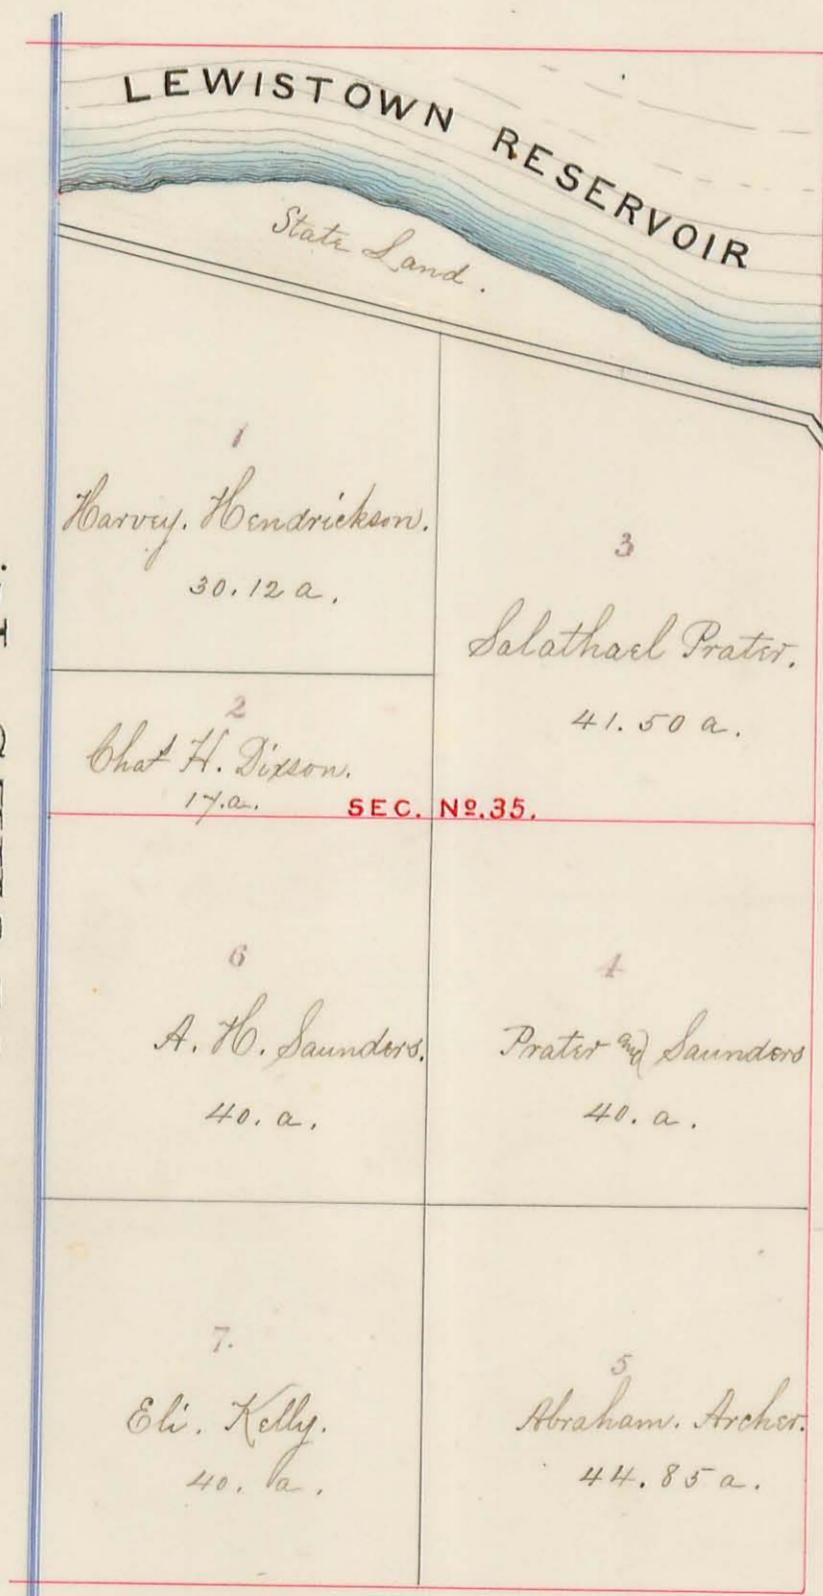 LEWISTOWN RESERVOIR
State Land.
1
Harvey. Hendrickson.
30.12 a.
3
Salathael Prater.
41.50 a.
2
Chas H. Dixson.
17.a.
SEC. No.35.
6
A. H. Saunders.
40. a.
4
Prater and Saunders
40. a.
7.
Eli. Kelly.
40. a.
5
Abraham. Archer.
44.85 a.